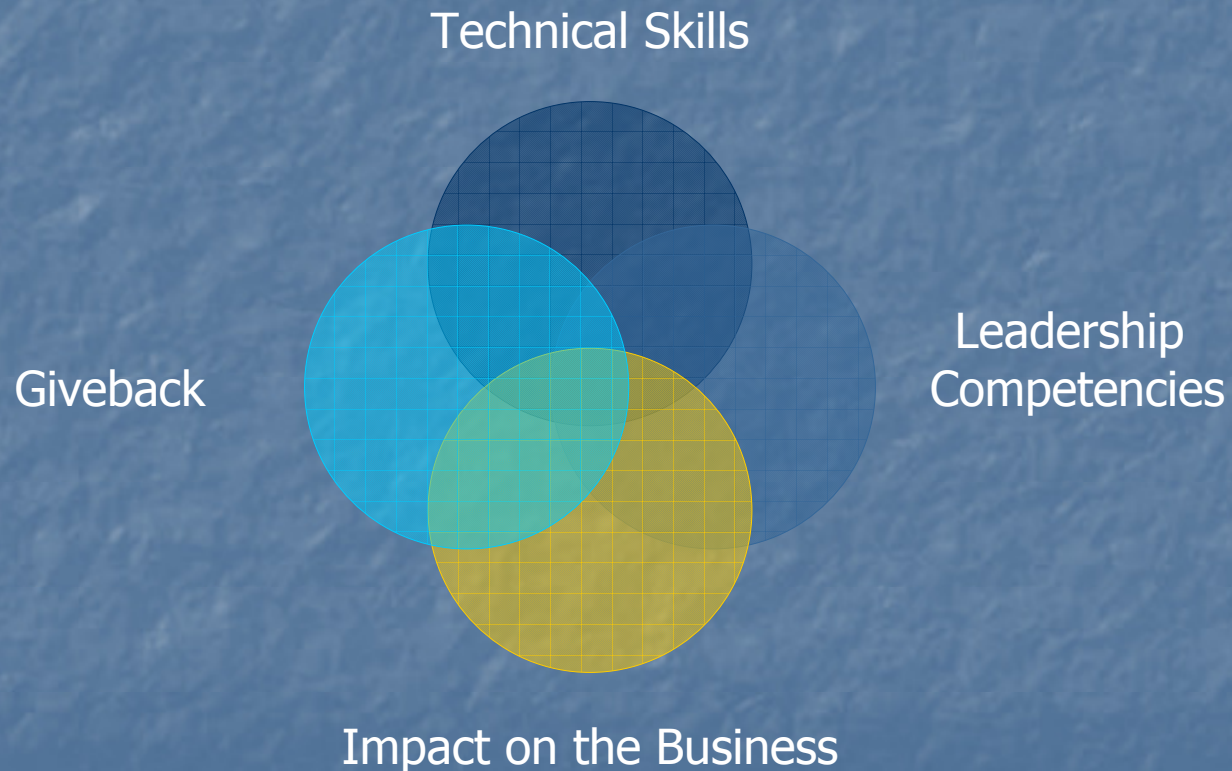 Technical Skills
Giveback
Leadership
Competencies
Impact on the Business